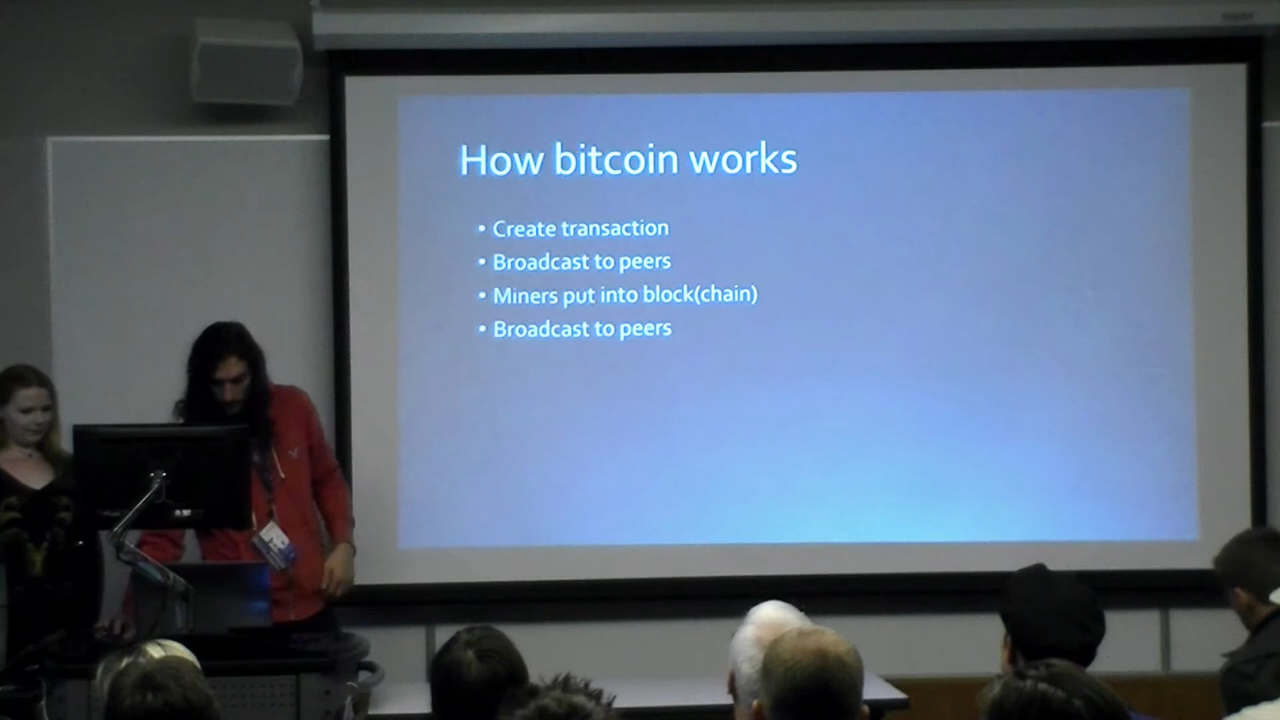 How bitcoin works
• Create transaction
• Broadcast to peers
• Miners put into block(chain)
• Broadcast to peers